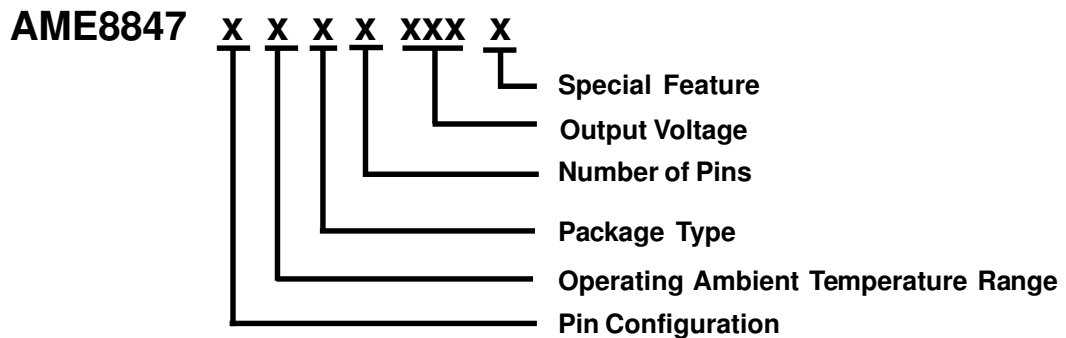 AME8847 x x x x xxx x
Special Feature
Output Voltage
Number of Pins
Package Type
Operating Ambient Temperature Range
Pin Configuration